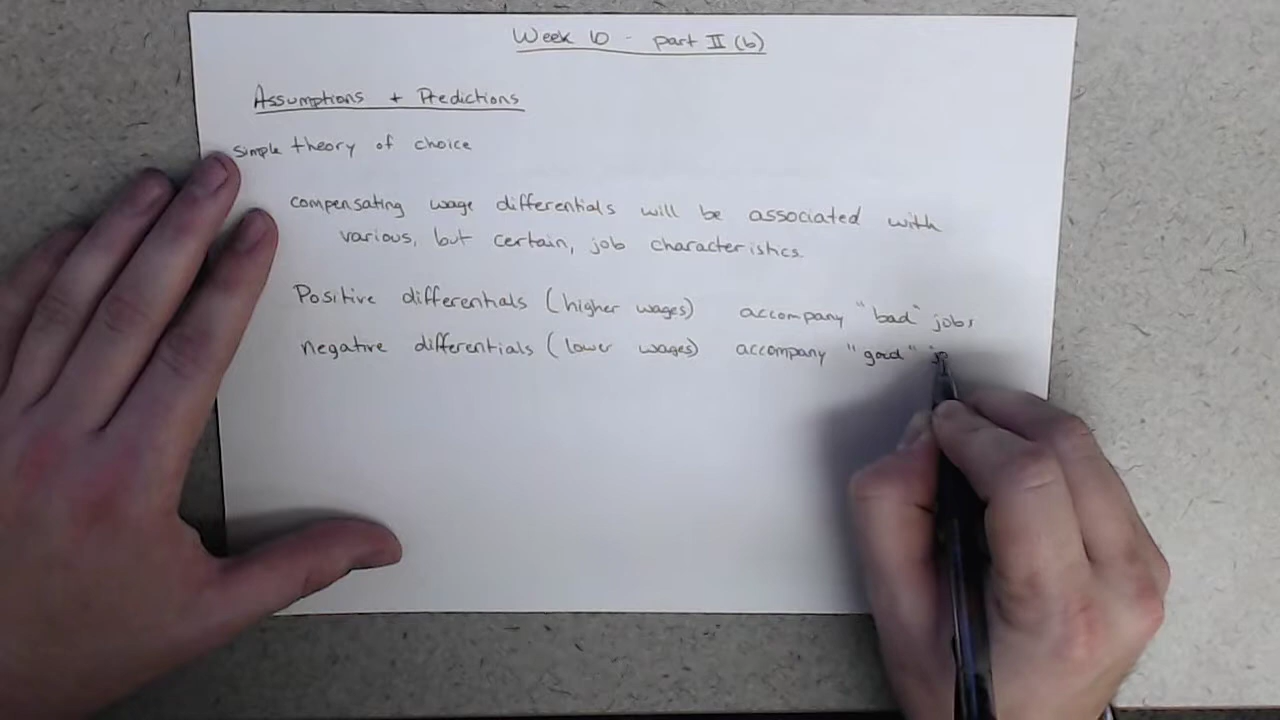 Week 10 - part II (b)
Assumptions + Predictions
simple theory of choice
compensating wage differentials will be associated with
various, but certain, job characteristics.
Positive differentials (higher wages) accompany "bad" jobs
negative differentials (lower wages) accompany "good" jo